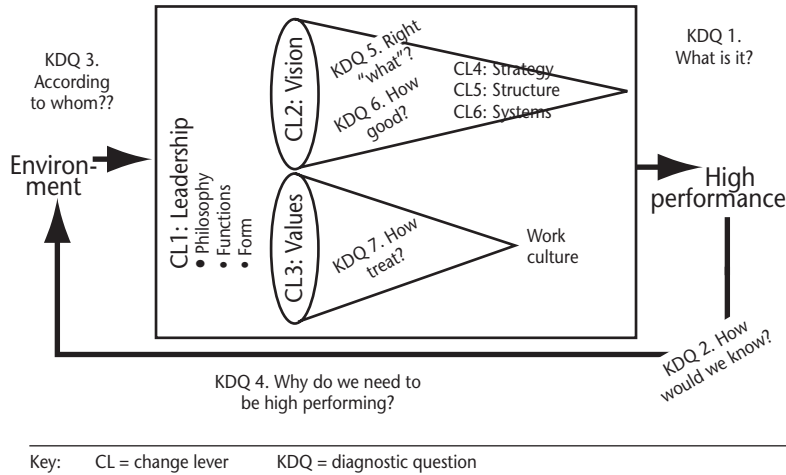 KDQ 3.
According
to whom??
Environ-
ment
CL1: Leadership
• Philosophy
• Functions
• Form
CL2: Vision
KDQ 5. Right
“what”?
KDQ 6. How
good?
CL4: Strategy
CL5: Structure
CL6: Systems
CL3: Values
KDQ 7. How
treat?
Work
culture
KDQ 1.
What is it?
High
performance
KDQ 2. How
would we know?
KDQ 4. Why do we need to
be high performing?
Key: CL = change lever KDQ = diagnostic question